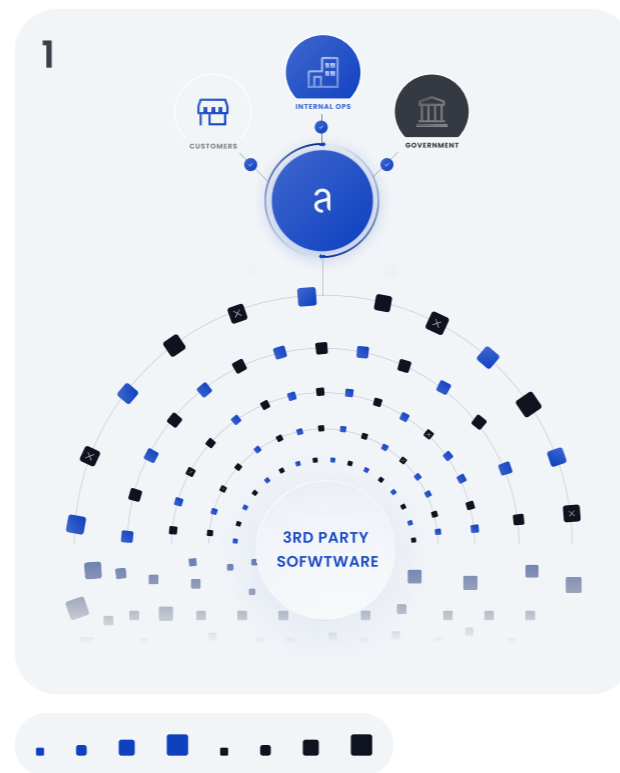 1
INTERNAL OPS
CUSTOMERS
GOVERNMENT
a
3RD PARTY
SOFWTWARE